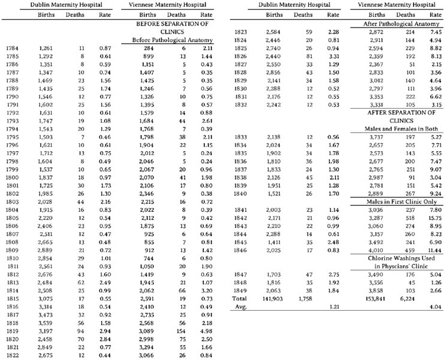 Dublin Maternity Hospital Viennese Maternity Hospital
Births Deaths Rate Births Deaths Rate
BEFORE SEPARATION OF
CLINICS
Before Pathological Anatomy
1784 1,261 11 0.87 284 6 2.11
1785 1,292 8 0.61 899 13 1.44
1786 1,351 8 0.59 1,151 5 0.43
1787 1,347 10 0.74 1,407 5 0.35
1788 1,469 23 1.56 1,425 5 0.35
1789 1,435 25 1.74 1,246 7 0.56
1790 1,546 12 0.77 1,326 10 0.75
1791 1,602 25 1.56 1,395 8 0.57
1792 1,631 10 0.61 1,579 14 0.88
1793 1,747 19 1.08 1,684 44 2.61
1794 1,543 20 1.29 1,768 7 0.39
1795 1,503 7 0.46 1,798 38 2.11
1796 1,621 10 0.61 1,904 22 1.15
1797 1,712 13 0.75 2,012 5 0.24
1798 1,604 8 0.49 2,046 5 0.24
1799 1,537 10 0.65 2,067 20 0.96
1800 1,837 18 0.97 2,070 41 1.98
1801 1,725 30 1.73 2,106 17 0.80
1802 1,985 26 1.30 2,346 9 0.38
1803 2,028 44 2.16 2,215 16 0.72
1804 1,915 16 0.83 2,022 8 0.39
1805 2,220 12 0.54 2,112 9 0.42
1806 2,406 23 0.95 1,875 13 0.69
1807 2,511 12 0.47 925 6 0.64
1808 2,665 13 0.48 855 7 0.81
1809 2,889 21 0.72 912 13 1.42
1810 2,854 29 1.01 744 6 0.80
1811 2,561 24 0.93 1,050 20 1.90
1812 2,676 43 1.60 1,419 9 0.63
1813 2,484 62 2.49 1,945 21 1.07
1814 2,508 25 0.99 2,062 66 3.20
1815 3,075 17 0.55 2,591 19 0.73
1816 3,314 18 0.54 2,410 12 0.49
1817 3,473 32 0.92 2,735 25 0.91
1818 3,539 56 1.58 2,568 56 2.18
1819 3,197 94 2.94 3,089 154 4.98
1820 2,458 70 2.84 2,998 75 2.50
1821 2,849 22 0.77 3,294 55 1.66
1822 2,675 12 0.44 3,066 26 0.84
Dublin Maternity Hospital Viennese Maternity Hospital
Births Deaths Rate Births Deaths Rate
After Pathological Anatomy
1823 2,584 59 2.28 2,872 214 7.45
1824 2,446 20 0.81 2,911 144 4.94
1825 2,740 26 0.94 2,594 229 8.82
1826 2,440 81 3.31 2,359 192 8.13
1827 2,550 33 1.29 2,367 51 2.15
1828 2,856 43 1.50 2,833 101 3.56
1829 2,141 34 1.58 3,012 140 4.64
1830 2,288 12 0.52 2,797 111 3.96
1831 2,176 12 0.55 3,353 222 6.62
1832 2,242 12 0.53 3,331 105 3.15
AFTER SEPARATION OF
CLINICS
Males and Females in Both
1833 2,138 12 0.56 3,737 197 5.27
1834 2,024 34 1.67 2,657 205 7.71
1835 1,902 34 1.78 2,573 143 5.55
1836 1,810 36 1.98 2,677 200 7.47
1837 1,833 24 1.30 2,765 251 9.07
1838 2,126 45 2.11 2,987 91 3.04
1839 1,951 25 1.28 2,781 151 5.42
1840 1,521 26 1.70 2,889 267 9.24
Males in First Clinic Only
1841 2,003 23 1.14 3,036 237 7.80
1842 2,171 21 0.96 3,287 518 15.75
1843 2,210 22 0.99 3,060 274 8.95
1844 2,288 14 0.61 3,157 260 8.23
1845 1,411 35 2.48 3,492 241 6.90
1846 2,025 17 0.83 4,010 459 11.44
Chlorine Washings Used
in Physicians' Clinic
1847 1,703 47 2.75 3,490 176 5.04
1848 1,816 35 1.92 3,556 45 1.26
1849 2,063 38 1.84 3,858 103 2.66
Total 141,903 1,758 153,841 6,224
Avg. 1.21 4.04